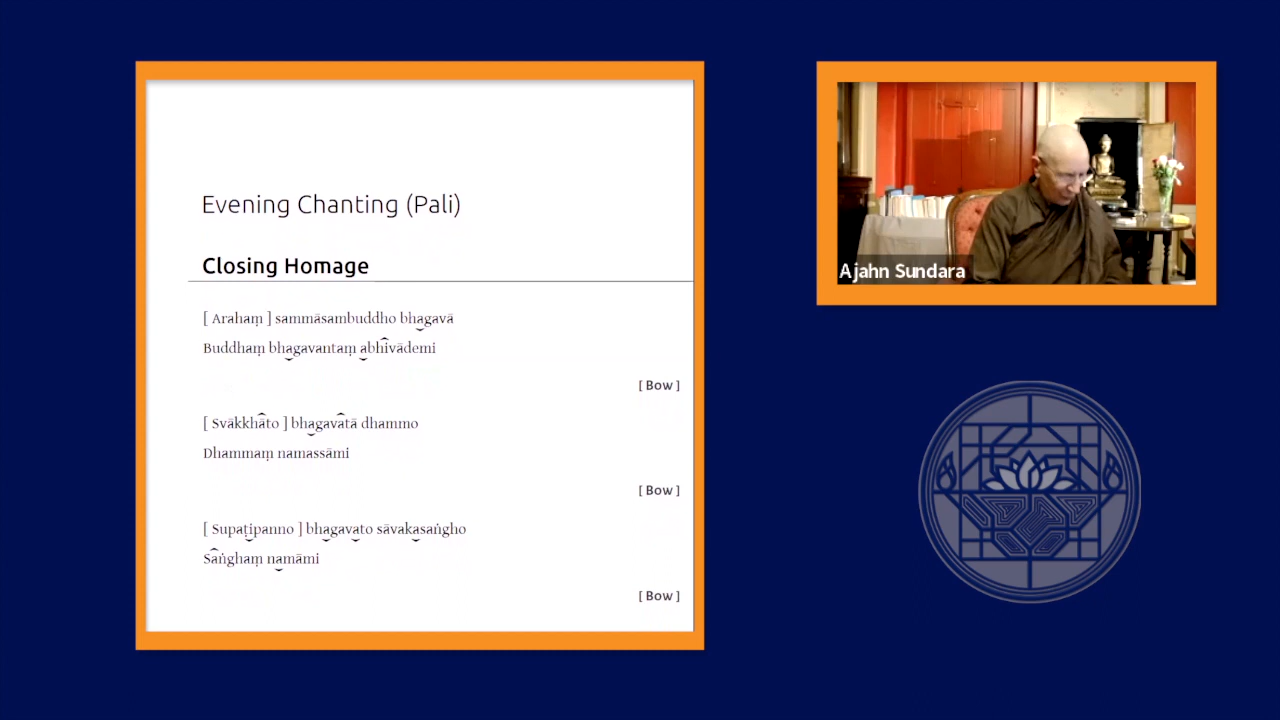 Evening Chanting (Pali)
Closing Homage
[ Arahaṃ ] sammāsambuddho bhagavā
Buddhaṃ bhagavantaṃ abhivādemi
[ Bow ]
[ Svākkhāto ] bhagavatā dhammo
Dhammaṃ namassāmi
[ Bow ]
[ Supaṭipanno ] bhagavato sāvakasaṅgho
Saṅghaṃ namāmi
[ Bow ]
Ajahn Sundara